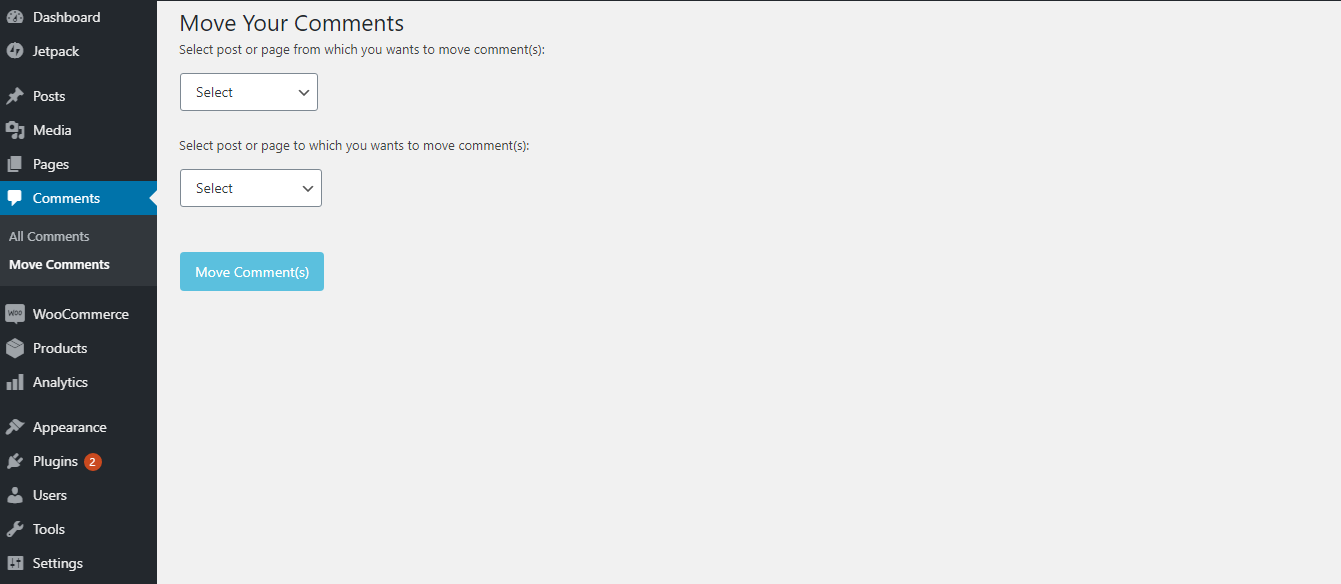 Dashboard
Jetpack
Posts
Media
Pages
Comments
All Comments
Move Comments
WOO WooCommerce
Products
Analytics
Appearance
Plugins 2
Users
Tools
Settings
Move Your Comments
Select post or page from which you wants to move comment(s):
Select
Select post or page to which you wants to move comment(s):
Select
Move Comment(s)